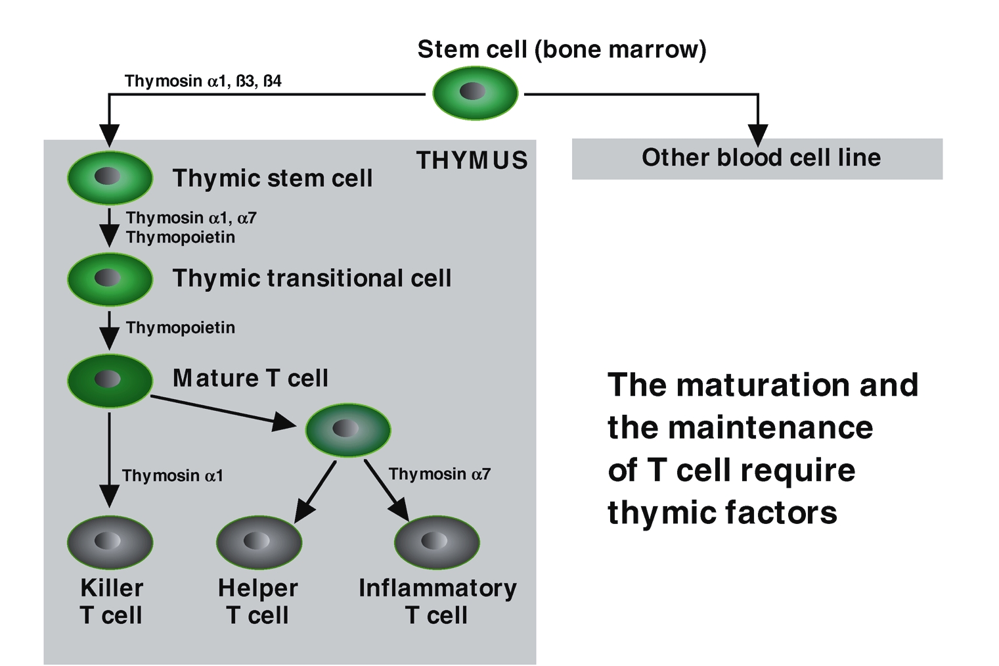 Stem cell (bone marrow)
Thymosin α1, ß3, ß4
THYMUS
Other blood cell line
Thymic stem cell
Thymosin α1, α7
Thymopoietin
Thymic transitional cell
Thymopoietin
Mature T cell
Thymosin α1
Thymosin α7
Killer
T cell
Helper
T cell
Inflammatory
T cell
The maturation and
the maintenance
of T cell require
thymic factors